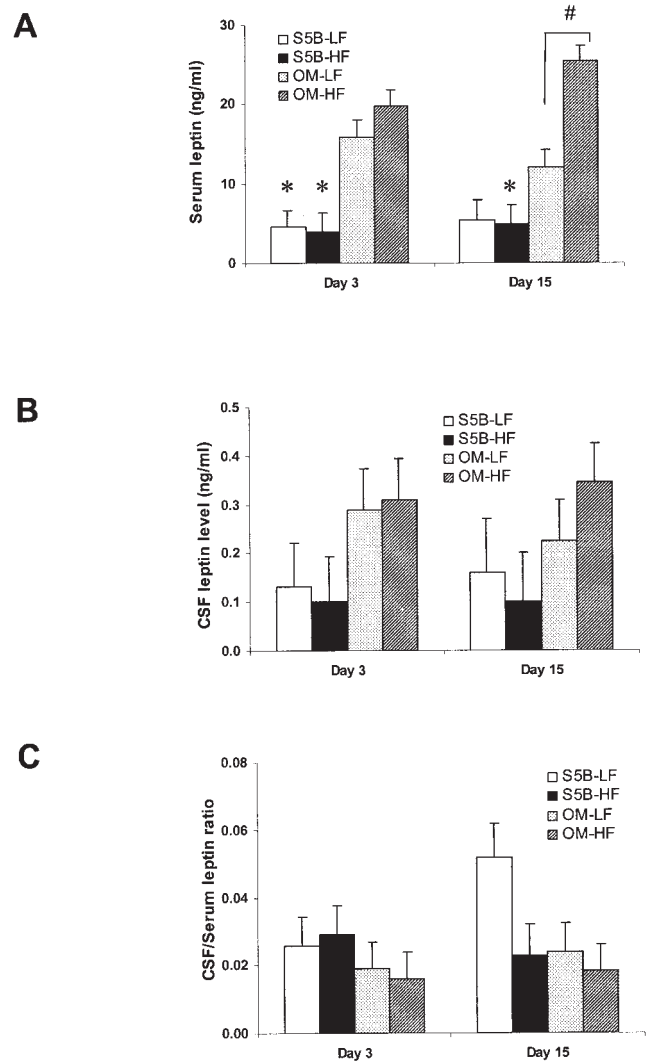 A
S5B-LF
S5B-HF
OM-LF
OM-HF
#
Serum leptin (ng/ml)
30
20
10
0
* *
*
Day 3 Day 15
B
S5B-LF
S5B-HF
OM-LF
OM-HF
CSF leptin level (ng/ml)
0.5
0.4
0.3
0.2
0.1
0.0
Day 3 Day 15
C
S5B-LF
S5B-HF
OM-LF
OM-HF
CSF/Serum leptin ratio
0.08
0.06
0.04
0.02
0.00
Day 3 Day 15